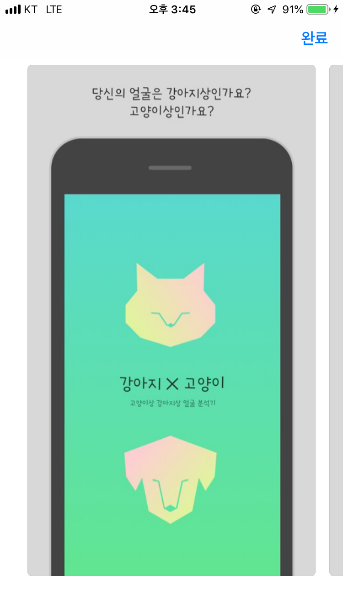 KT LTE 오후 3:45 91%
완료
당신의 얼굴은 강아지상인가요?
고양이상인가요?
강아지 X 고양이
고양이상 강아지상 얼굴 분석기